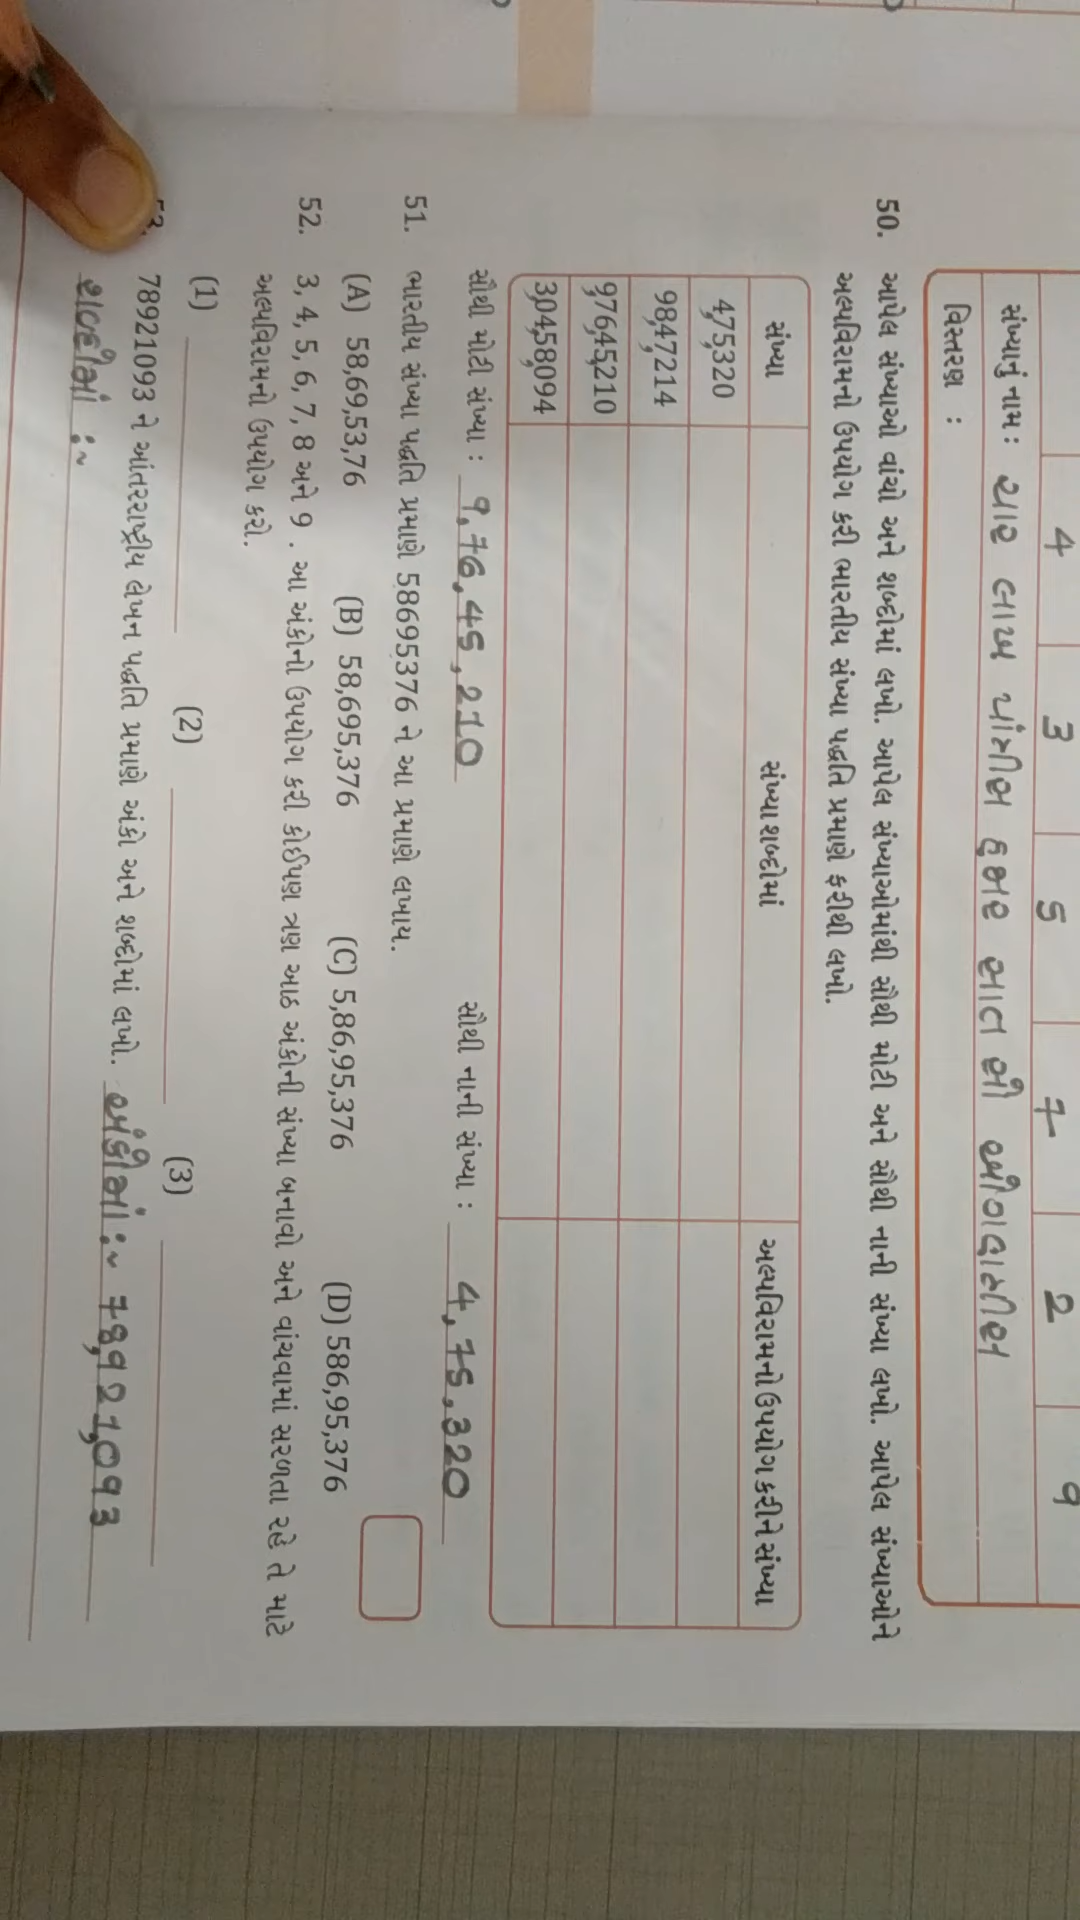 4 3 5 7 2 9
સંખ્યાનું નામ : ચાર લાખ પાંત્રીસ હજાર સાત સો ઓગણત્રીસ
વિસ્તરણ :
50. આપેલ સંખ્યાઓ વાંચો અને શબ્દોમાં લખો. આપેલ સંખ્યાઓમાંથી સૌથી મોટી અને સૌથી નાની સંખ્યા લખો. આપેલ સંખ્યાઓને
અલ્પવિરામનો ઉપયોગ કરી ભારતીય સંખ્યા પદ્ધતિ પ્રમાણે ફરીથી લખો.
સંખ્યા સંખ્યા શબ્દોમાં અલ્પવિરામનો ઉપયોગ કરીને સંખ્યા
4,75,320
98,47,214
9,76,45,210
3,04,58,094
સૌથી મોટી સંખ્યા : 9,76,45,210 સૌથી નાની સંખ્યા : 4,75,320
51. ભારતીય સંખ્યા પદ્ધતિ પ્રમાણે 58695376 ને આ પ્રમાણે લખાય.
(A) 58,69,53,76 (B) 58,695,376 (C) 5,86,95,376 (D) 586,95,376
52. 3, 4, 5, 6, 7, 8 અને 9 . આ અંકોનો ઉપયોગ કરી કોઈપણ ત્રણ આઠ અંકોની સંખ્યા બનાવો અને વાંચવામાં સરળતા રહે તે માટે
અલ્પવિરામનો ઉપયોગ કરો.
(1) (2) (3)
53. 78921093 ને આંતરરાષ્ટ્રીય લેખન પદ્ધતિ પ્રમાણે અંકો અને શબ્દોમાં લખો. અંકોમાં :~ 78,921,093
શબ્દોમાં :~